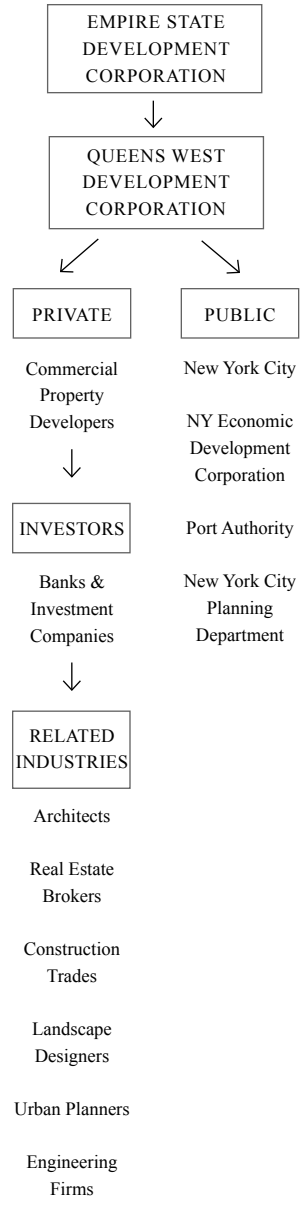 EMPIRE STATE
DEVELOPMENT
CORPORATION
QUEENS WEST
DEVELOPMENT
CORPORATION
PRIVATE
Commercial
Property
Developers
INVESTORS
Banks &
Investment
Companies
RELATED
INDUSTRIES
Architects
Real Estate
Brokers
Construction
Trades
Landscape
Designers
Urban Planners
Engineering
Firms
PUBLIC
New York City
NY Economic
Development
Corporation
Port Authority
New York City
Planning
Department